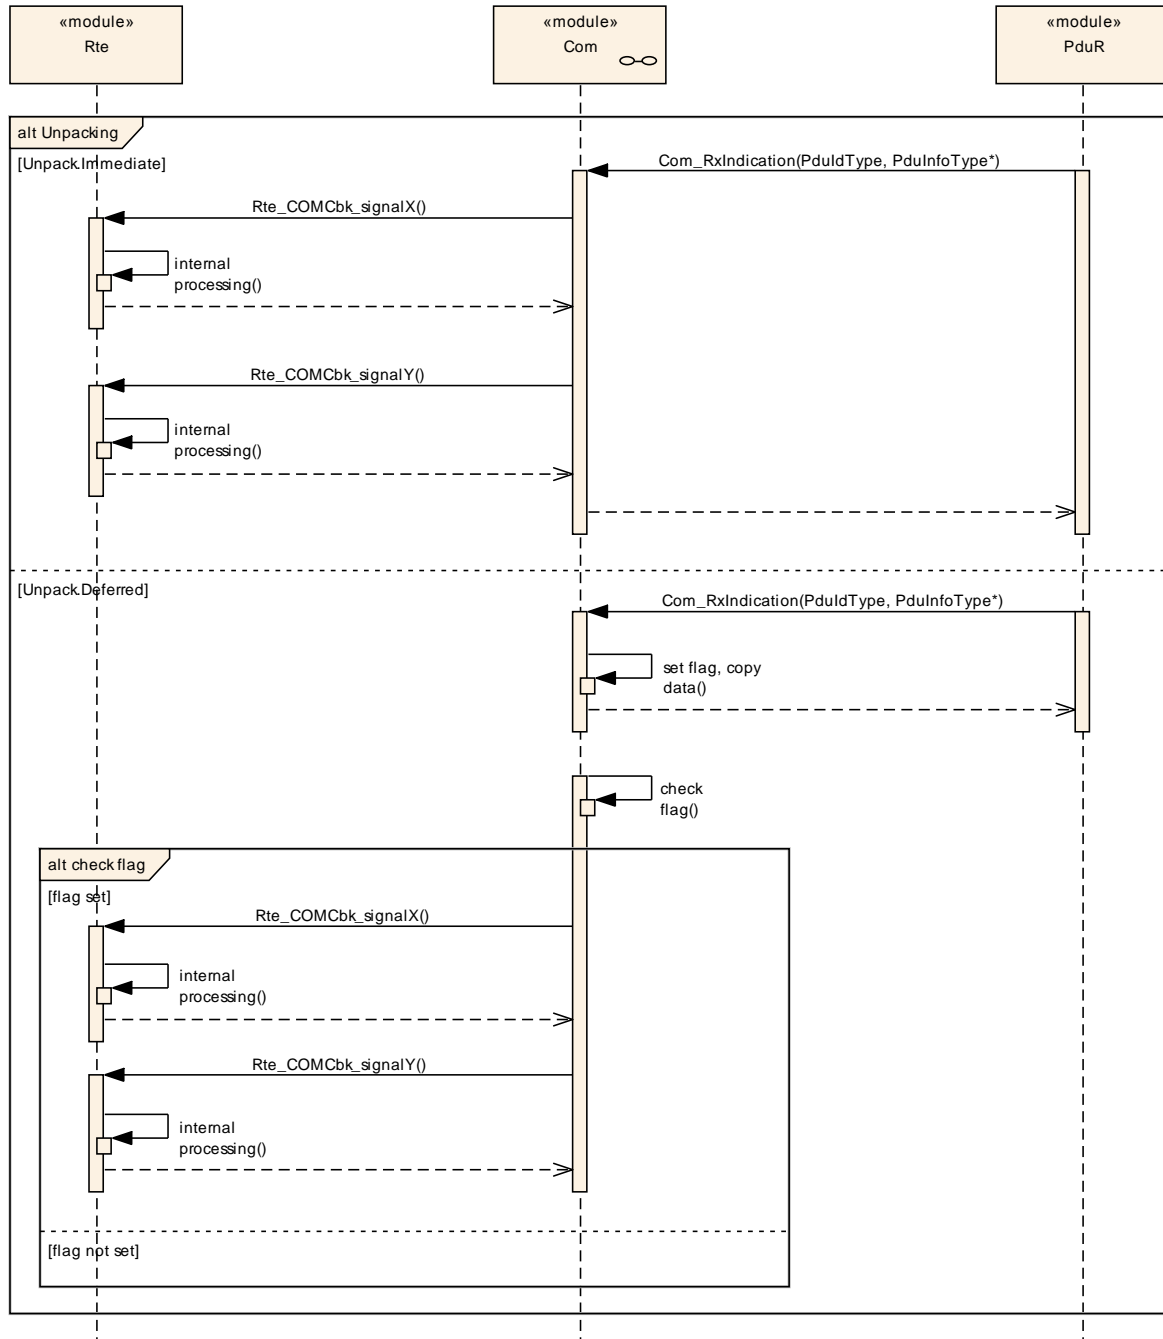 «module»
Rte
«module»
Com
«module»
PduR
alt Unpacking
[Unpack.Immediate]
Com_RxIndication(PduIdType, PduInfoType*)
Rte_COMCbk_signalX()
internal
processing()
Rte_COMCbk_signalY()
internal
processing()
[Unpack.Deferred]
Com_RxIndication(PduIdType, PduInfoType*)
set flag, copy
data()
check
flag()
alt check flag
[flag set]
Rte_COMCbk_signalX()
internal
processing()
Rte_COMCbk_signalY()
internal
processing()
[flag not set]